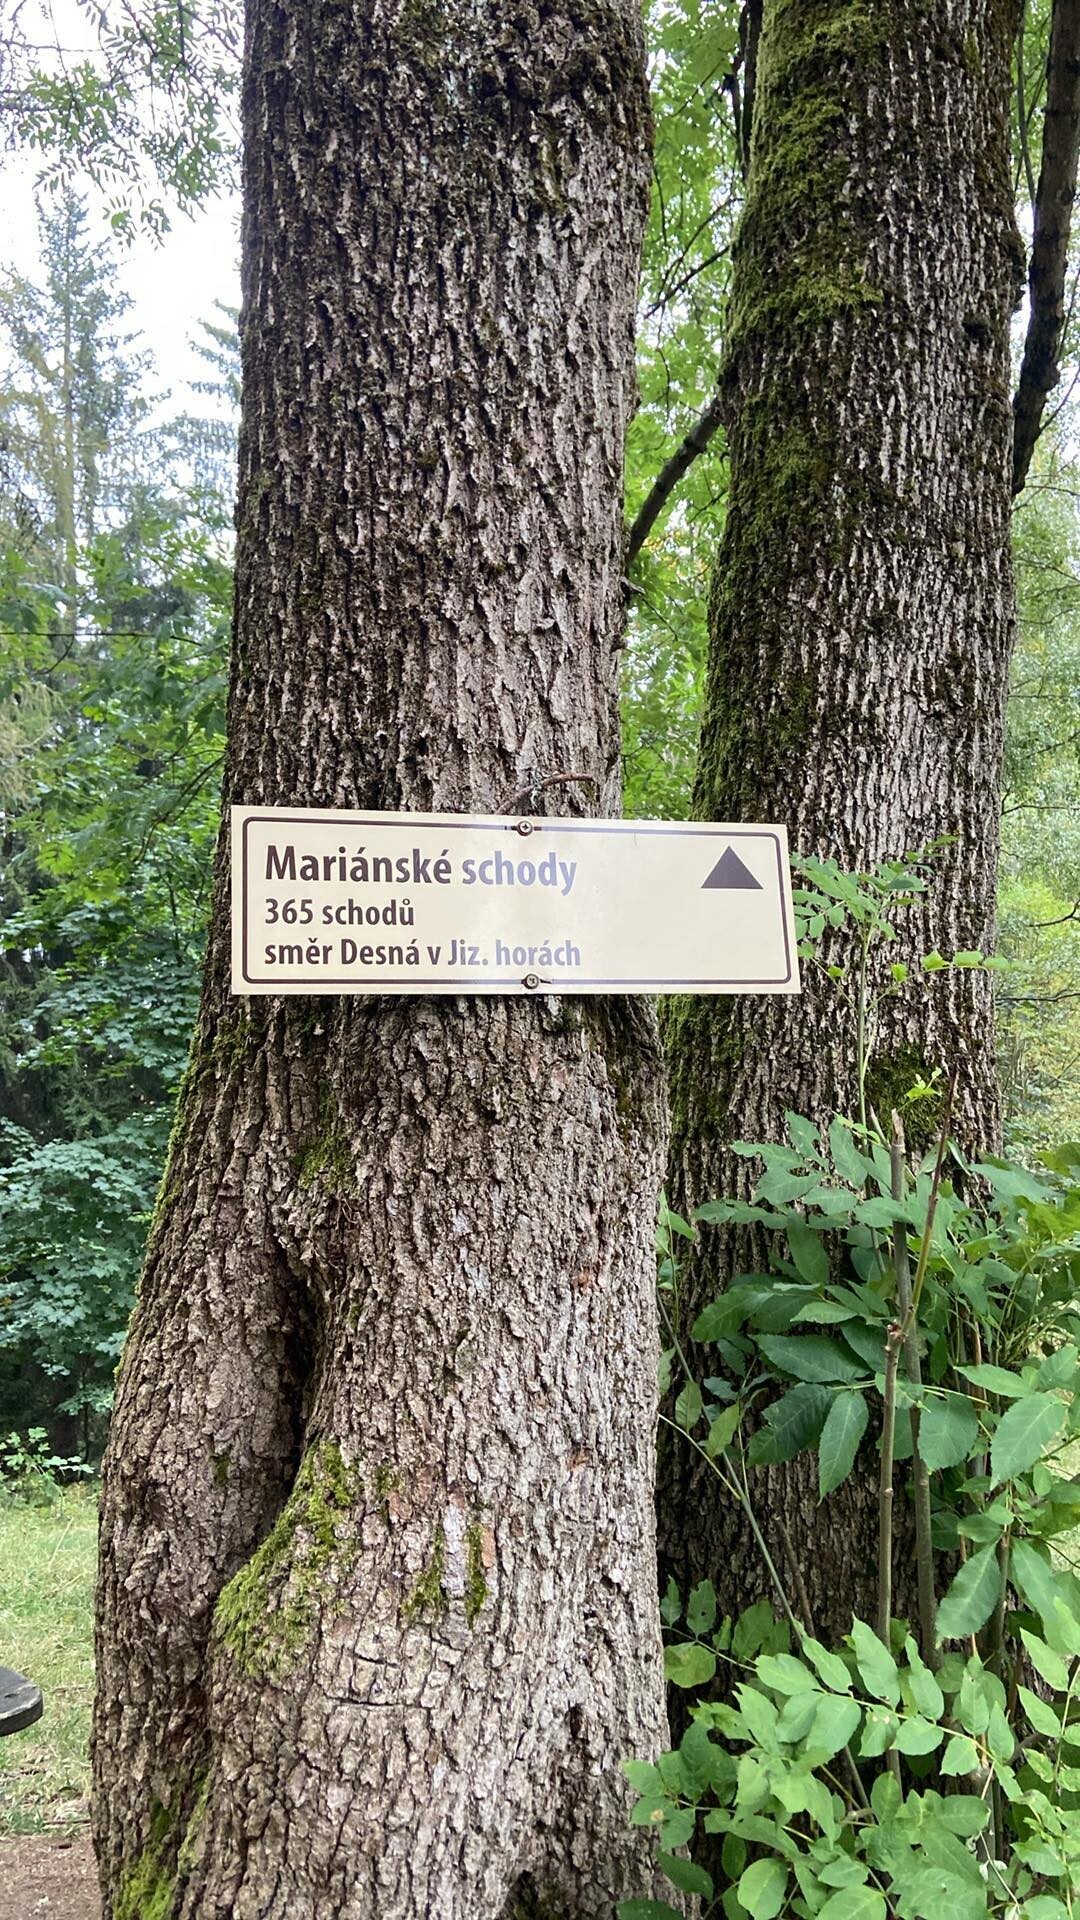 Mariánské schody
365 schodů
směr Desná v Jiz. horách